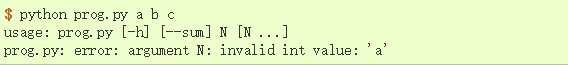 $ python prog.py a b c
usage: prog.py [-h] [--sum] N [N ...]
prog.py: error: argument N: invalid int value: 'a'